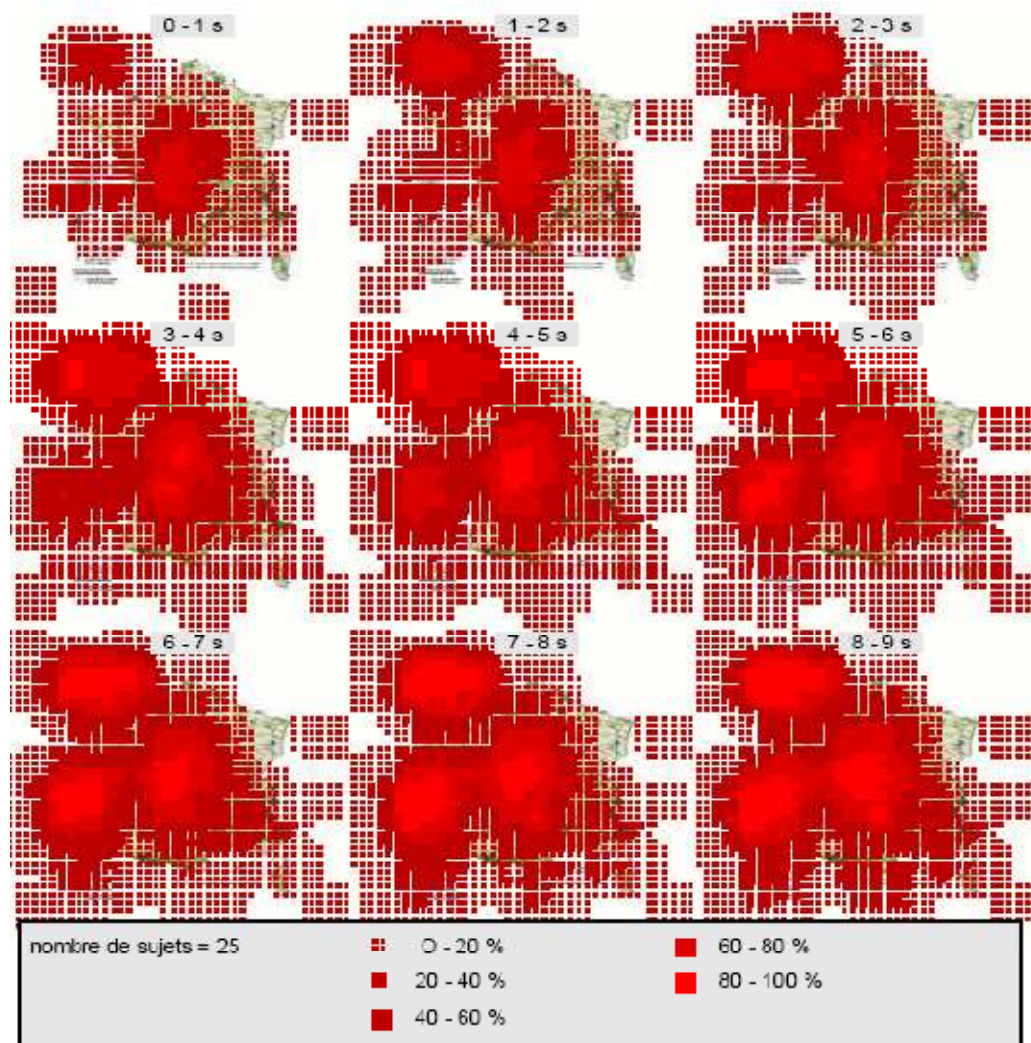 0 - 1 s
1 - 2 s
2 - 3 s
3 - 4 s
4 - 5 s
5 - 6 s
6 - 7 s
7 - 8 s
8 - 9 s
nombre de sujets = 25
0 - 20 %
20 - 40 %
40 - 60 %
60 - 80 %
80 - 100 %